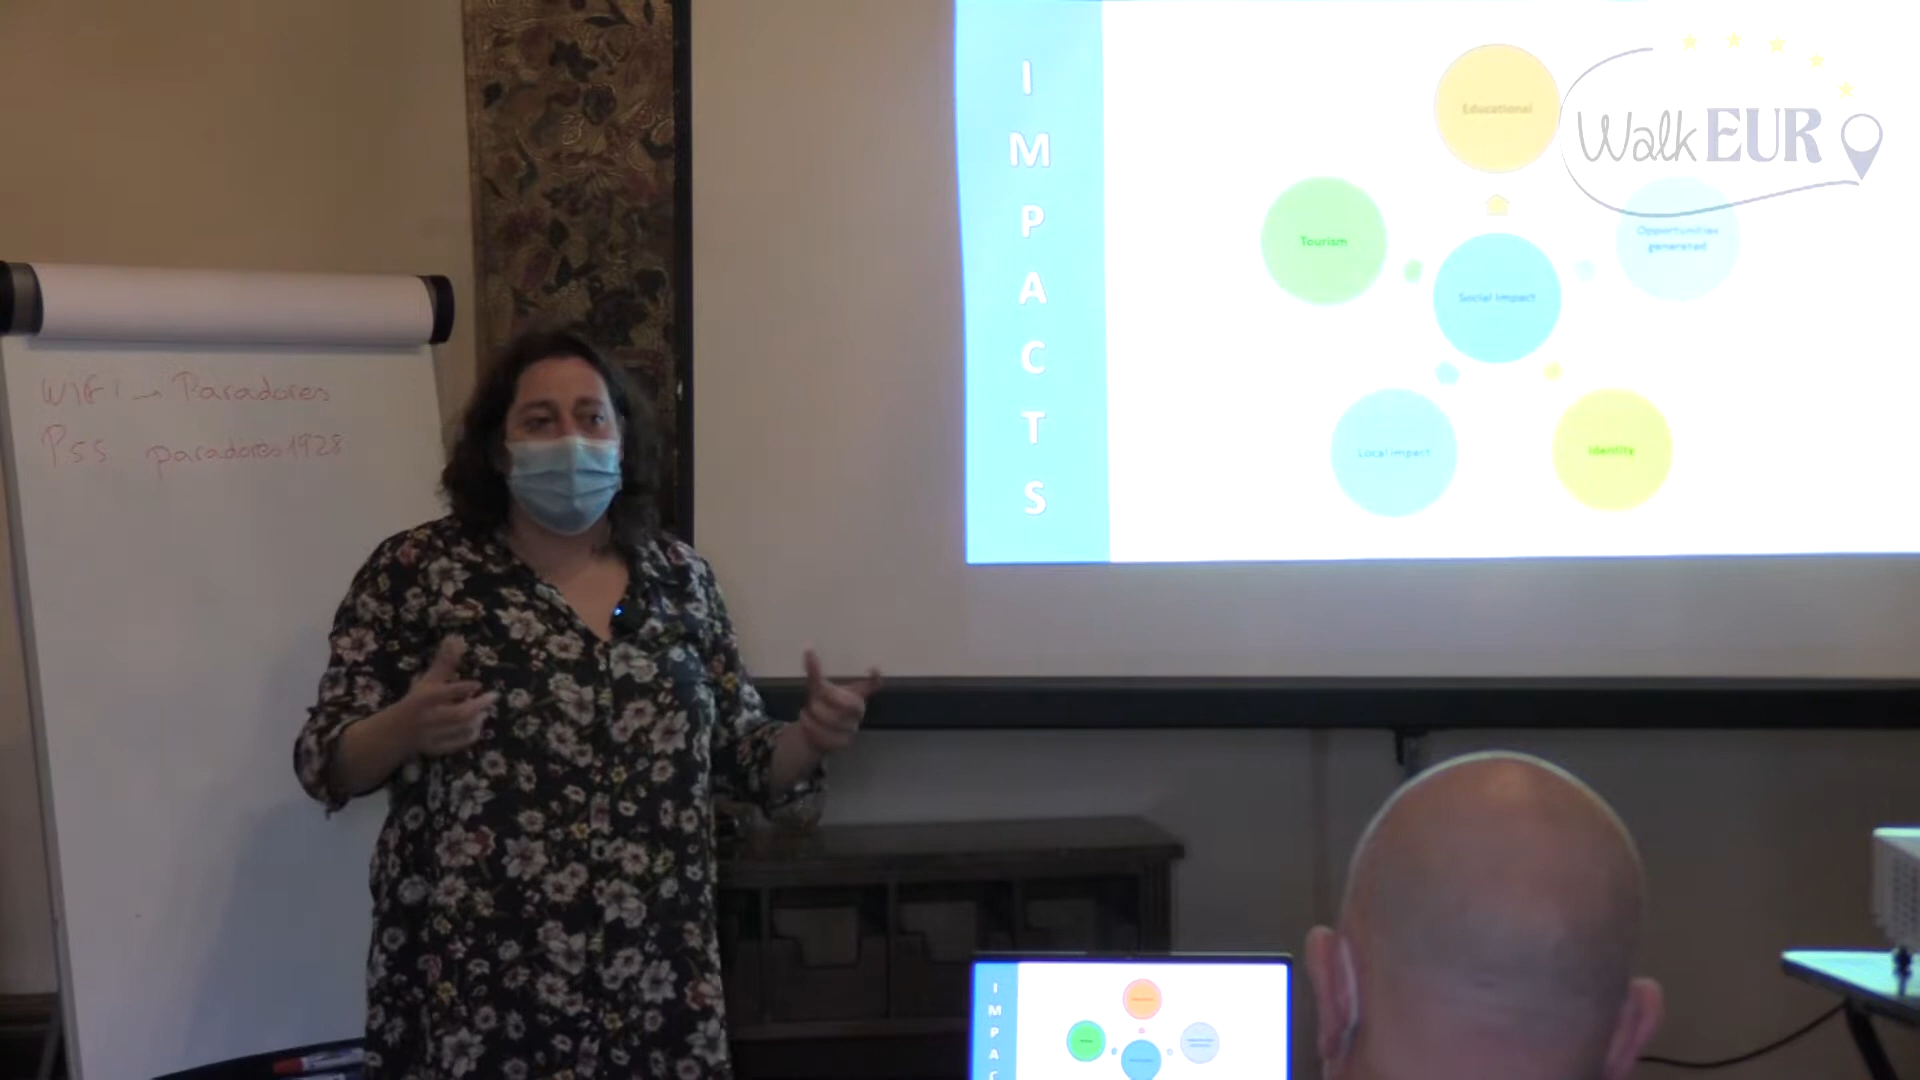 WIFI → Paradores
PSS paradores1928
IMPACTS
Educational
Tourism
Opportunities
generated
Social Impact
Local impact
Identity
WalkEUR
I
M
P
A
C